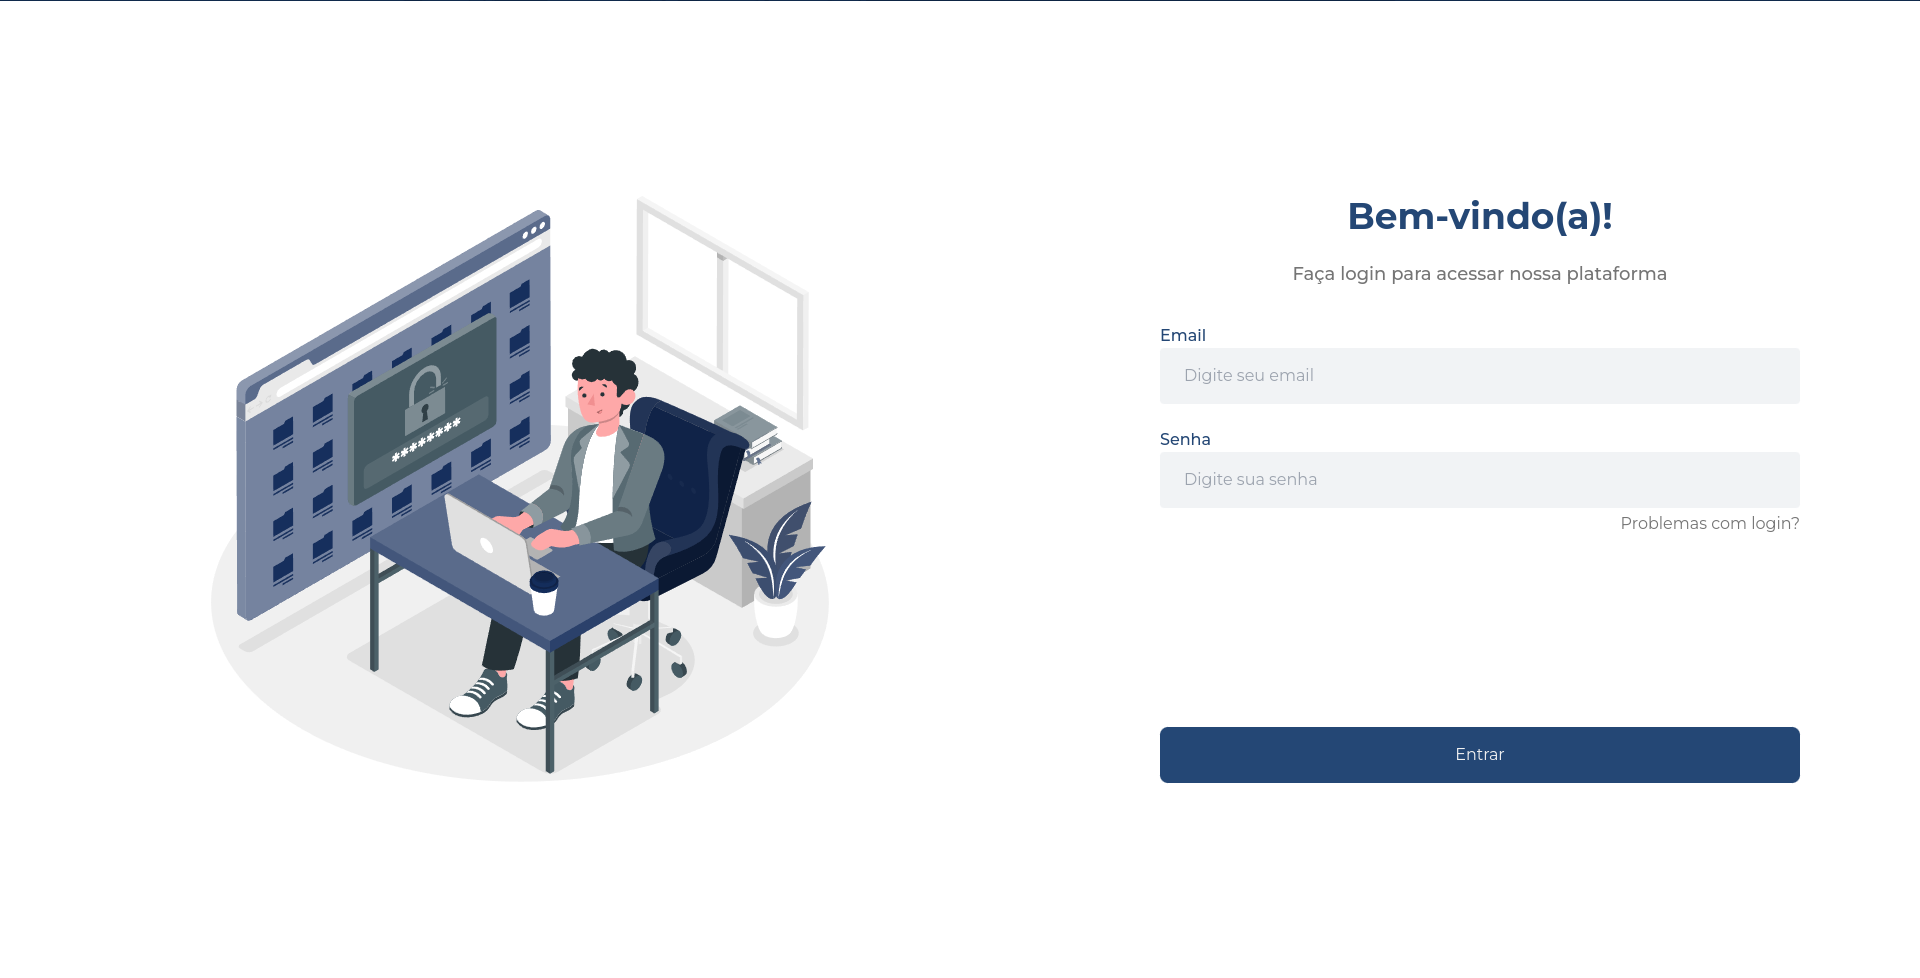 Bem-vindo(a)!
Faça login para acessar nossa plataforma
Email
Digite seu email
Senha
Digite sua senha
Problemas com login?
Entrar